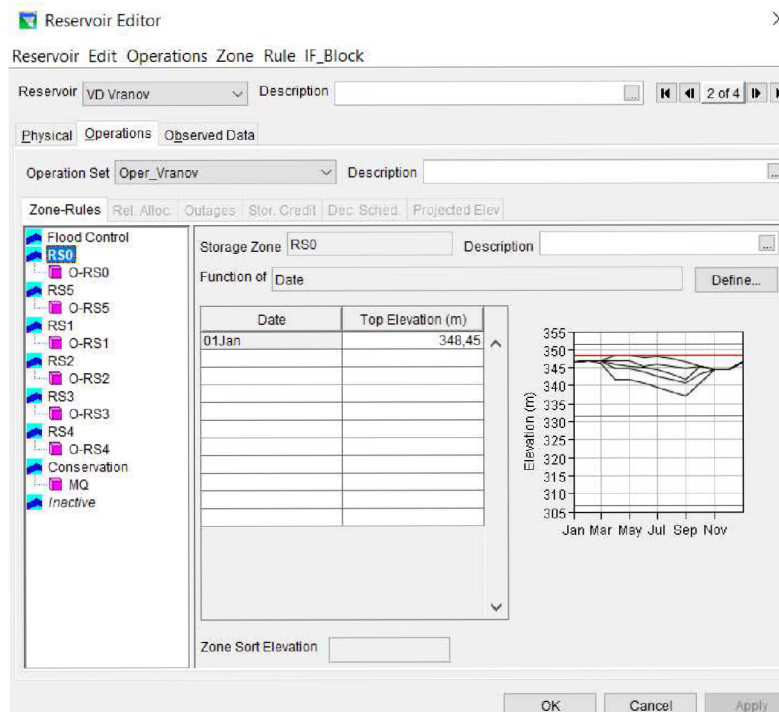 Reservoir Editor
Reservoir Edit Operations Zone Rule IF_Block
Reservoir VD Vranov Description ... 2 of 4
Physical Operations Observed Data
Operation Set Oper_Vranov Description ...
Zone-Rules Rel. Alloc. Outages Stor. Credit Dec. Sched. Projected Elev
Flood Control
RS0
O-RS0
RS5
O-RS5
RS1
O-RS1
RS2
O-RS2
RS3
O-RS3
RS4
O-RS4
Conservation
MQ
Inactive
Storage Zone RS0 Description ...
Function of Date Define...
Date Top Elevation (m)
01Jan 348,45
Elevation (m)
355
350
345
340
335
330
325
320
315
310
305
Jan Mar May Jul Sep Nov
Zone Sort Elevation
OK Cancel Apply